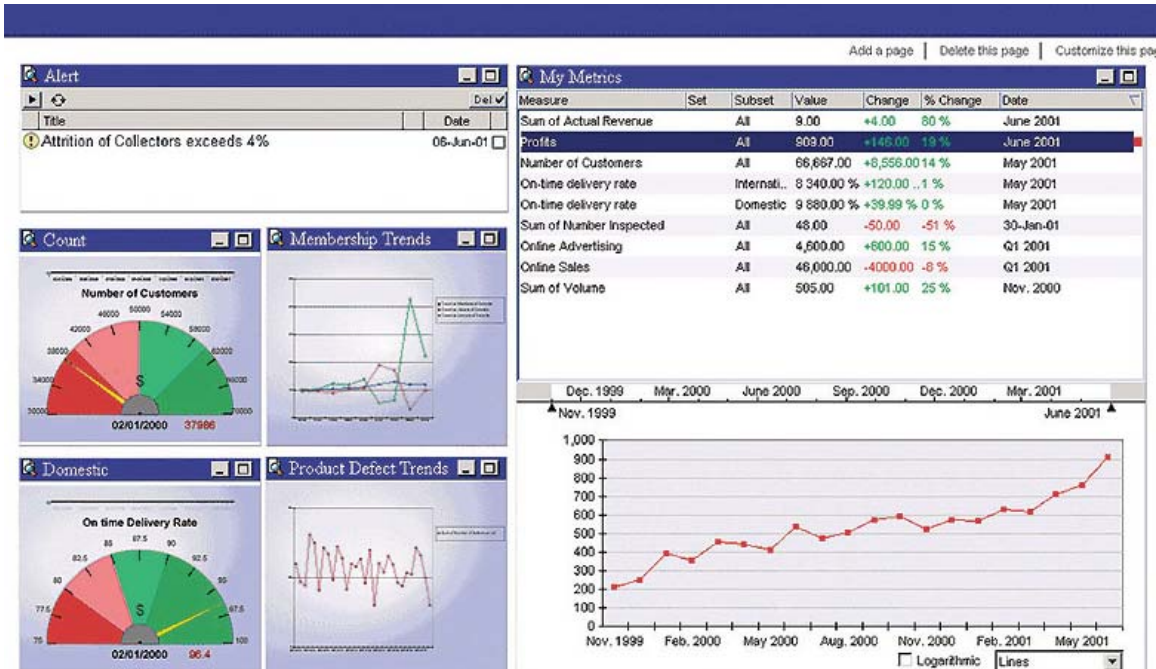 Add a page | Delete this page | Customize this pag
Alert
Del
Title Date
Attrition of Collectors exceeds 4% 06-Jun-01
My Metrics
Measure Set Subset Value Change % Change Date
Sum of Actual Revenue All 9.00 +4.00 80 % June 2001
Profits All 909.00 +146.00 19 % June 2001
Number of Customers All 66,667.00 +8,556.00 14 % May 2001
On-time delivery rate Internati.. 8 340.00 % +120.00 ..1 % May 2001
On-time delivery rate Domestic 9 880.00 % +39.99 % 0 % May 2001
Sum of Number Inspected All 48.00 -50.00 -51 % 30-Jan-01
Online Advertising All 4,600.00 +600.00 15 % Q1 2001
Online Sales All 46,000.00 -4000.00 -8 % Q1 2001
Sum of Volume All 505.00 +101.00 25 % Nov. 2000
Count
Number of Customers
30000 34000 38000 42000 46000 50000 54000 58000 62000 66000 70000
$
02/01/2000 37986
Membership Trends
Domestic
On time Delivery Rate
75 77.5 80 82.5 85 87.5 90 92.5 95 97.5 100
$
02/01/2000 96.4
Product Defect Trends
Dec. 1999 Mar. 2000 June 2000 Sep. 2000 Dec. 2000 Mar. 2001
Nov. 1999 June 2001
1,000
900
800
700
600
500
400
300
200
100
0
Nov. 1999 Feb. 2000 May 2000 Aug. 2000 Nov. 2000 Feb. 2001 May 2001
Logarithmic Lines